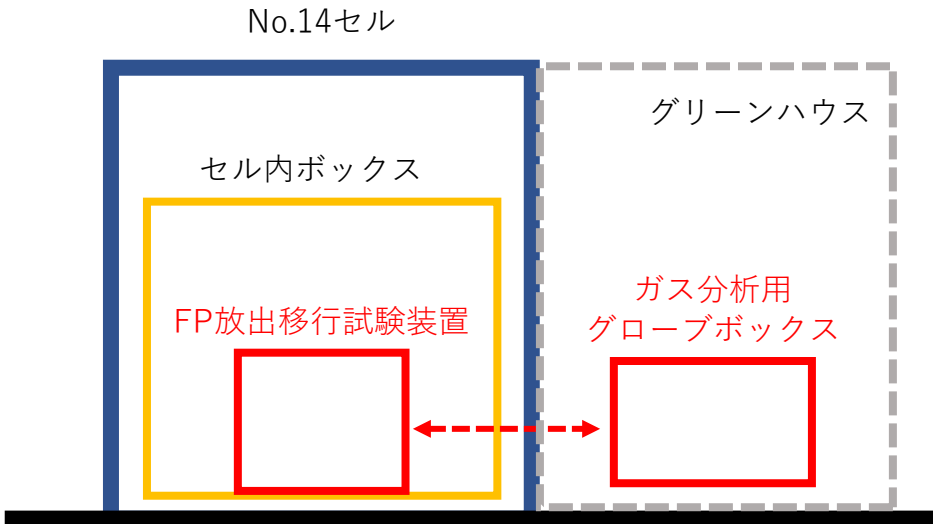 No.14セル
グリーンハウス
セル内ボックス
FP放出移行試験装置
ガス分析用
グローブボックス